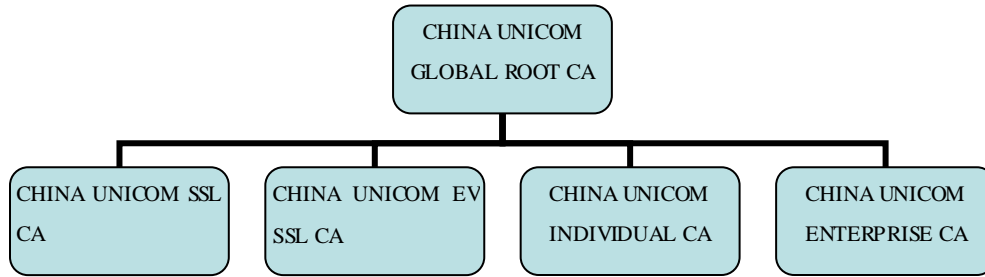 CHINA UNICOM
GLOBAL ROOT CA
CHINA UNICOM SSL
CA
CHINA UNICOM EV
SSL CA
CHINA UNICOM
INDIVIDUAL CA
CHINA UNICOM
ENTERPRISE CA